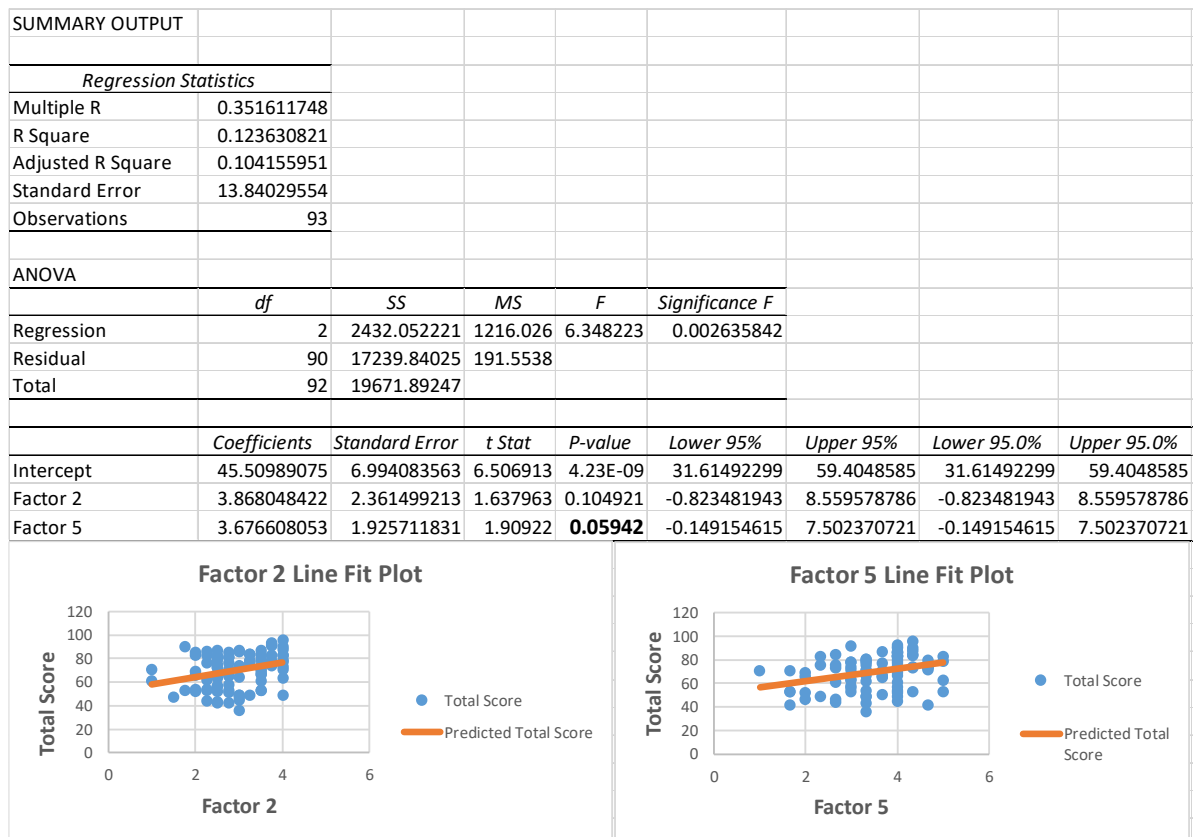 SUMMARY OUTPUT
Regression Statistics
Multiple R 0.351611748
R Square 0.123630821
Adjusted R Square 0.104155951
Standard Error 13.84029554
Observations 93
ANOVA
df SS MS F Significance F
Regression 2 2432.052221 1216.026 6.348223 0.002635842
Residual 90 17239.84025 191.5538
Total 92 19671.89247
Coefficients Standard Error t Stat P-value Lower 95% Upper 95% Lower 95.0% Upper 95.0%
Intercept 45.50989075 6.994083563 6.506913 4.23E-09 31.61492299 59.4048585 31.61492299 59.4048585
Factor 2 3.868048422 2.361499213 1.637963 0.104921 -0.823481943 8.559578786 -0.823481943 8.559578786
Factor 5 3.676608053 1.925711831 1.90922 0.05942 -0.149154615 7.502370721 -0.149154615 7.502370721
Factor 2 Line Fit Plot
Total Score
120
100
80
60
40
20
0
0 2 4 6
Factor 2
Total Score
Predicted Total Score
Factor 5 Line Fit Plot
Total Score
120
100
80
60
40
20
0
0 2 4 6
Factor 5
Total Score
Predicted Total
Score